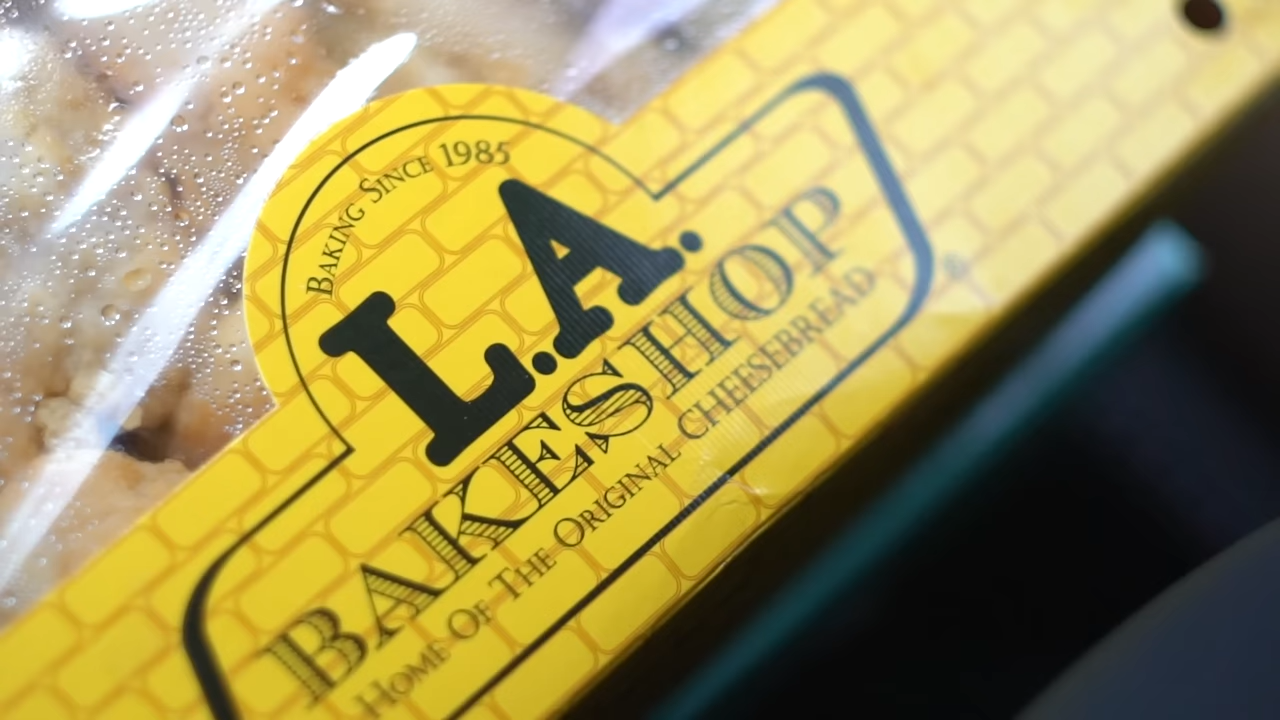 BAKING SINCE 1985
L.A.
BAKESHOP
HOME OF THE ORIGINAL CHEESEBREAD
®